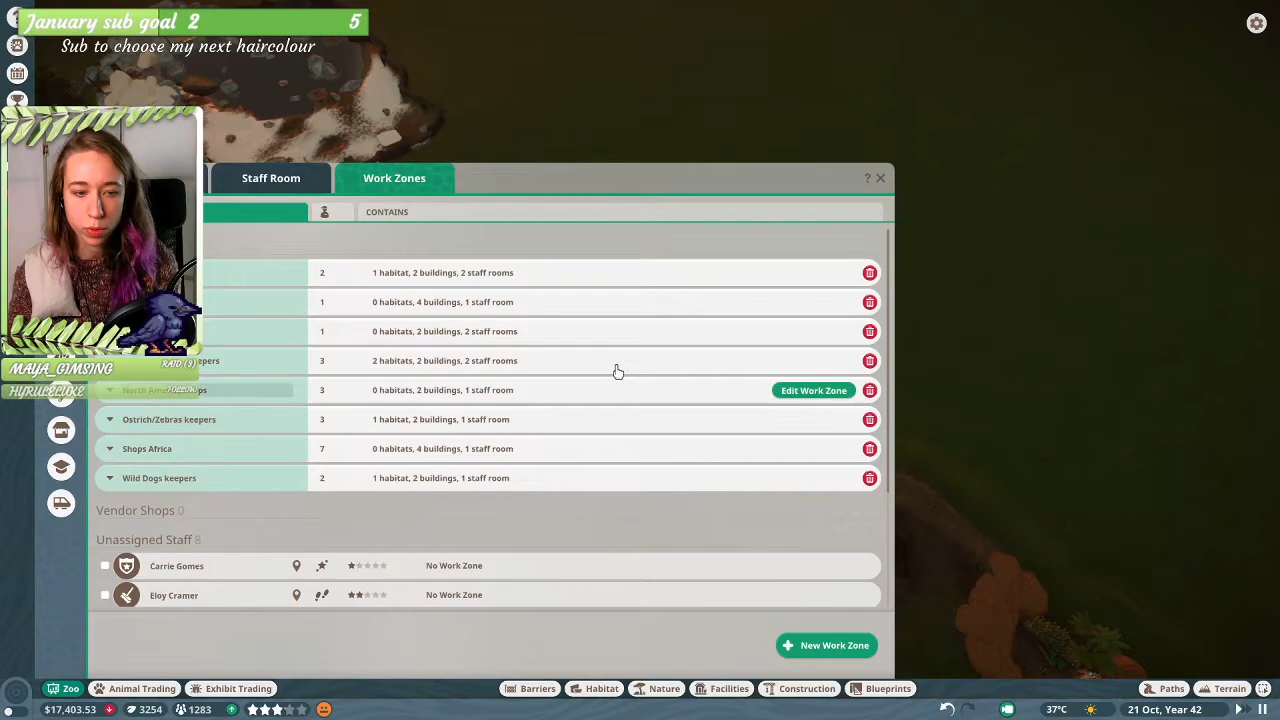 January sub goal 2 5
Sub to choose my next haircolour
Staff Room
Work Zones
?
CONTAINS
2 1 habitat, 2 buildings, 2 staff rooms
1 0 habitats, 4 buildings, 1 staff room
1 0 habitats, 2 buildings, 2 staff rooms
3 2 habitats, 2 buildings, 2 staff rooms
3 0 habitats, 2 buildings, 1 staff room Edit Work Zone
Ostrich/Zebras keepers 3 1 habitat, 2 buildings, 1 staff room
Shops Africa 7 0 habitats, 4 buildings, 1 staff room
Wild Dogs keepers 2 1 habitat, 2 buildings, 1 staff room
Vendor Shops 0
Unassigned Staff 8
Carrie Gomes No Work Zone
Eloy Cramer No Work Zone
New Work Zone
MAYA_GIMSING
RAID (9)
HYRULELUXE
FOLLOW
Zoo Animal Trading Exhibit Trading Barriers Habitat Nature Facilities Construction Blueprints Paths Terrain
$17,403.53 3254 1283 37°C 21 Oct, Year 42